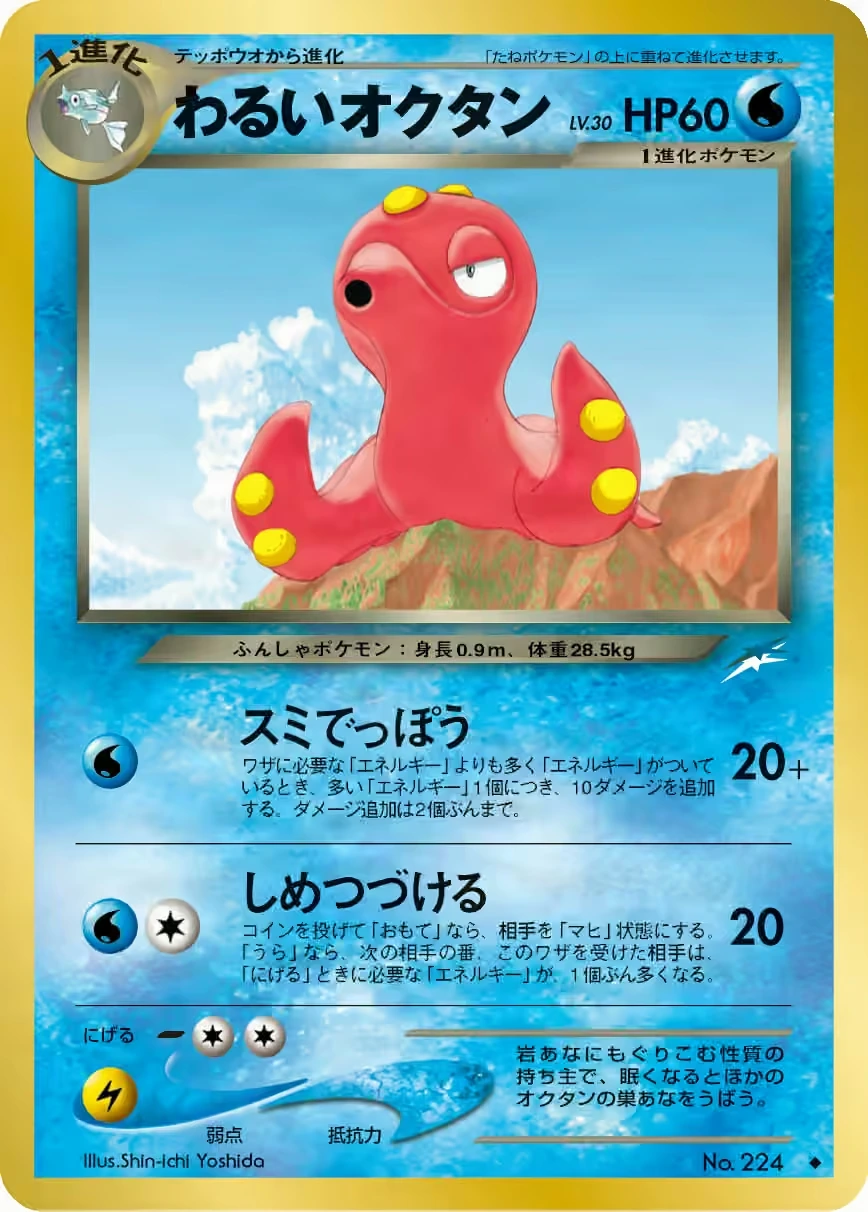 1進化
テッポウオから進化
「たねポケモン」の上に重ねて進化させます。
わるいオクタン LV.30 HP60
1進化ポケモン
ふんしゃポケモン：身長0.9m、体重28.5kg
スミでっぽう 20+
ワザに必要な「エネルギー」よりも多く「エネルギー」がついて
いるとき、多い「エネルギー」1個につき、10ダメージを追加
する。ダメージ追加は2個ぶんまで。
しめつづける 20
コインを投げて「おもて」なら、相手を「マヒ」状態にする。
「うら」なら、次の相手の番、このワザを受けた相手は、
「にげる」ときに必要な「エネルギー」が、1個ぶん多くなる。
にげる
弱点
抵抗力
岩あなにもぐりこむ性質の
持ち主で、眠くなるとほかの
オクタンの巣あなをうばう。
Illus.Shin-ichi Yoshida
No. 224